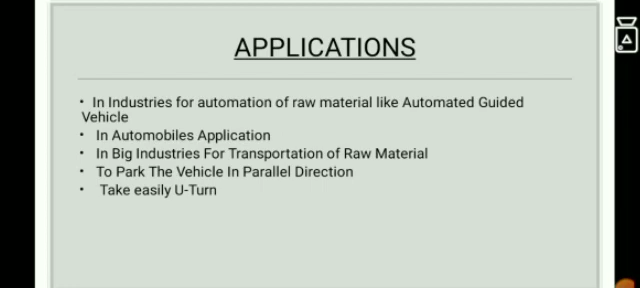 APPLICATIONS
• In Industries for automation of raw material like Automated Guided
Vehicle
• In Automobiles Application
• In Big Industries For Transportation of Raw Material
• To Park The Vehicle In Parallel Direction
• Take easily U-Turn